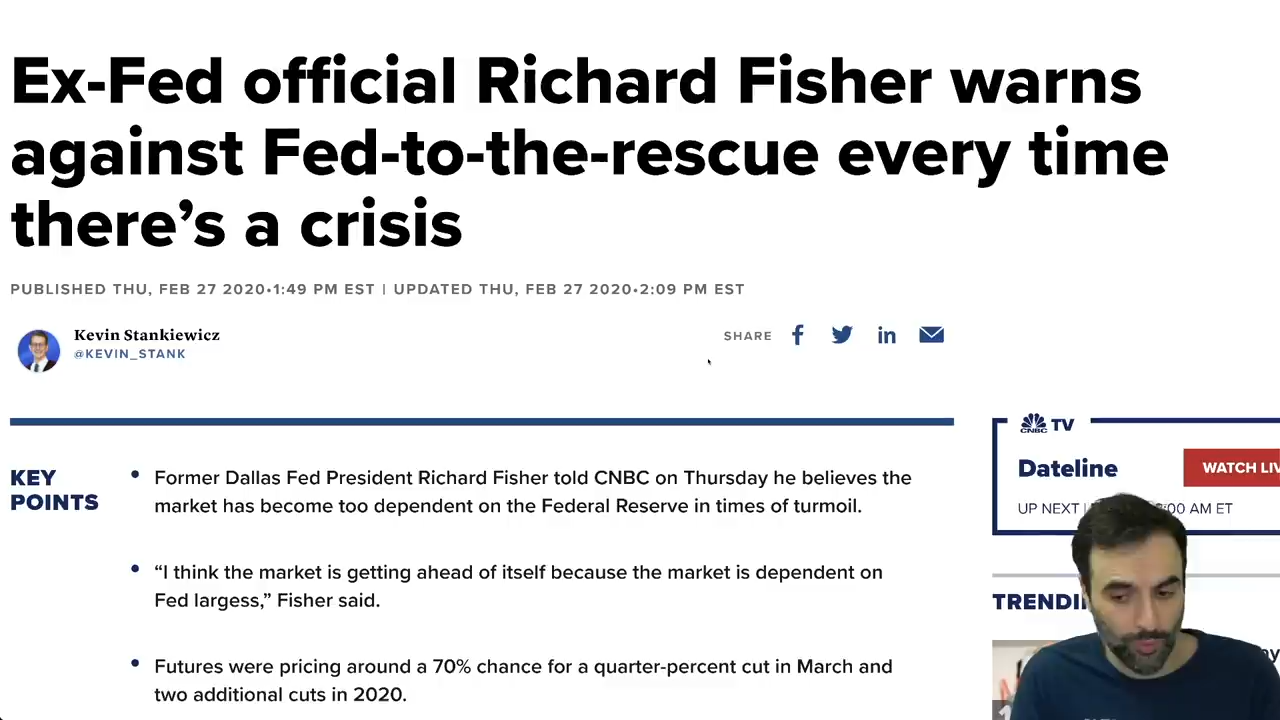 Ex-Fed official Richard Fisher warns
against Fed-to-the-rescue every time
there’s a crisis
PUBLISHED THU, FEB 27 2020•1:49 PM EST | UPDATED THU, FEB 27 2020•2:09 PM EST
Kevin Stankiewicz
@KEVIN_STANK
SHARE
KEY
POINTS
Former Dallas Fed President Richard Fisher told CNBC on Thursday he believes the
market has become too dependent on the Federal Reserve in times of turmoil.
“I think the market is getting ahead of itself because the market is dependent on
Fed largess,” Fisher said.
Futures were pricing around a 70% chance for a quarter-percent cut in March and
two additional cuts in 2020.
CNBC TV
Dateline
WATCH
UP NEXT
AM ET